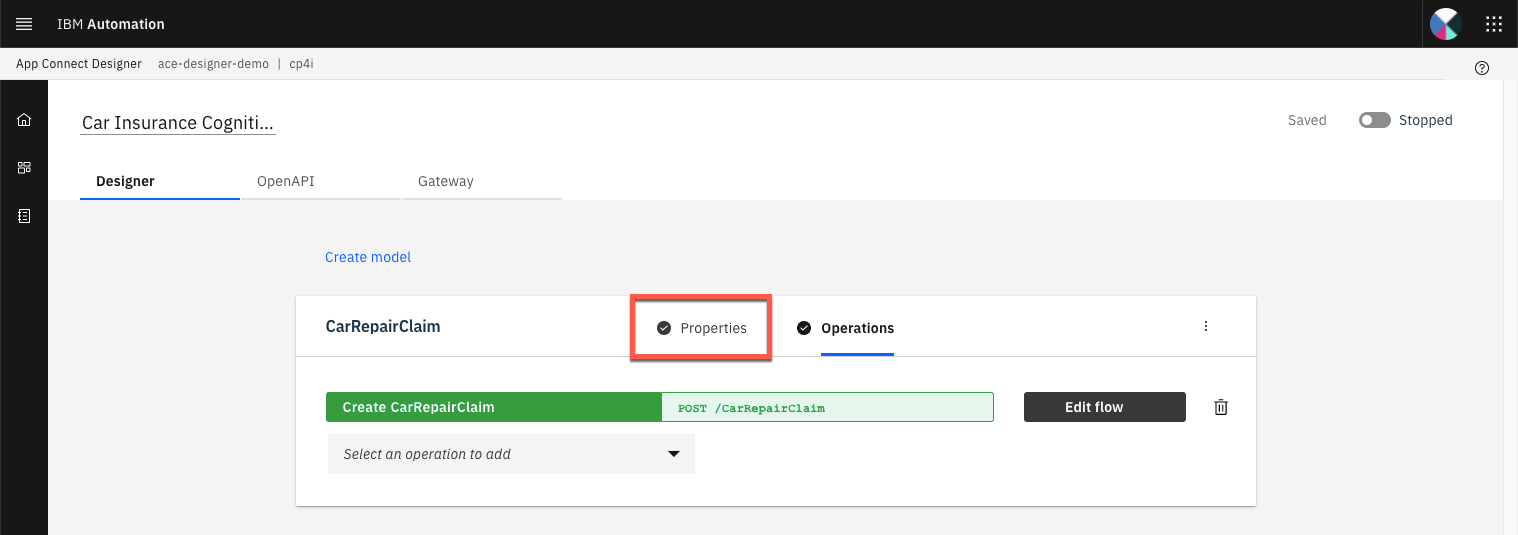 IBM Automation
App Connect Designer ace-designer-demo | cp4i
Car Insurance Cogniti...
Saved Stopped
Designer OpenAPI Gateway
Create model
CarRepairClaim Properties Operations
Create CarRepairClaim POST /CarRepairClaim Edit flow
Select an operation to add